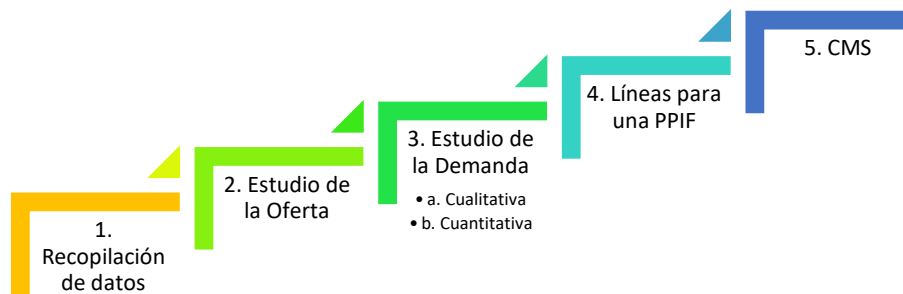 1.
Recopilación
de datos
2. Estudio de
la Oferta
3. Estudio de
la Demanda
• a. Cualitativa
• b. Cuantitativa
4. Líneas para
una PPIF
5. CMS